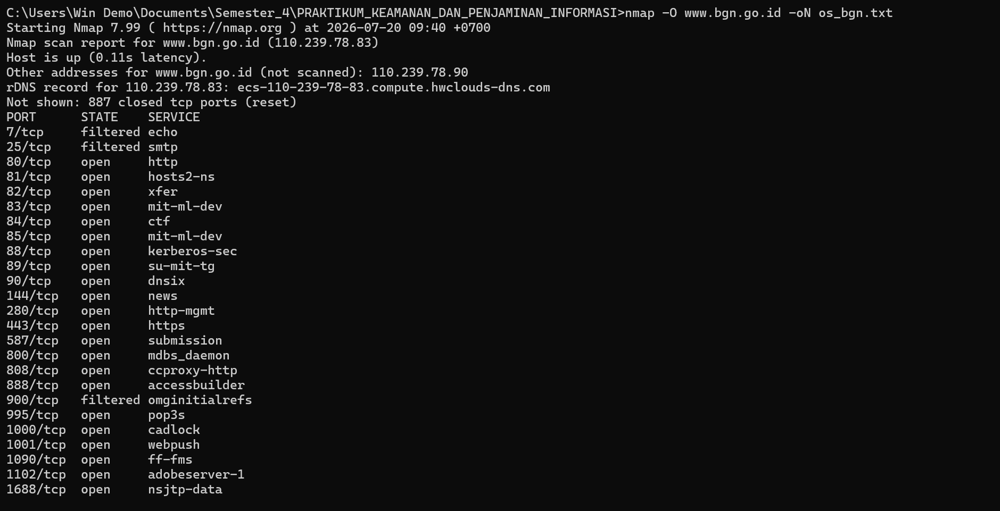 C:\Users\Win Demo\Documents\Semester_4\PRAKTIKUM_KEAMANAN_DAN_PENJAMINAN_INFORMASI>nmap -O www.bgn.go.id -oN os_bgn.txt
Starting Nmap 7.99 ( https://nmap.org ) at 2026-07-20 09:40 +0700
Nmap scan report for www.bgn.go.id (110.239.78.83)
Host is up (0.11s latency).
Other addresses for www.bgn.go.id (not scanned): 110.239.78.90
rDNS record for 110.239.78.83: ecs-110-239-78-83.compute.hwclouds-dns.com
Not shown: 887 closed tcp ports (reset)
PORT      STATE    SERVICE
7/tcp     filtered echo
25/tcp    filtered smtp
80/tcp    open     http
81/tcp    open     hosts2-ns
82/tcp    open     xfer
83/tcp    open     mit-ml-dev
84/tcp    open     ctf
85/tcp    open     mit-ml-dev
88/tcp    open     kerberos-sec
89/tcp    open     su-mit-tg
90/tcp    open     dnsix
144/tcp   open     news
280/tcp   open     http-mgmt
443/tcp   open     https
587/tcp   open     submission
800/tcp   open     mdbs_daemon
808/tcp   open     ccproxy-http
888/tcp   open     accessbuilder
900/tcp   filtered omginitialrefs
995/tcp   open     pop3s
1000/tcp  open     cadlock
1001/tcp  open     webpush
1090/tcp  open     ff-fms
1102/tcp  open     adobeserver-1
1688/tcp  open     nsjtp-data